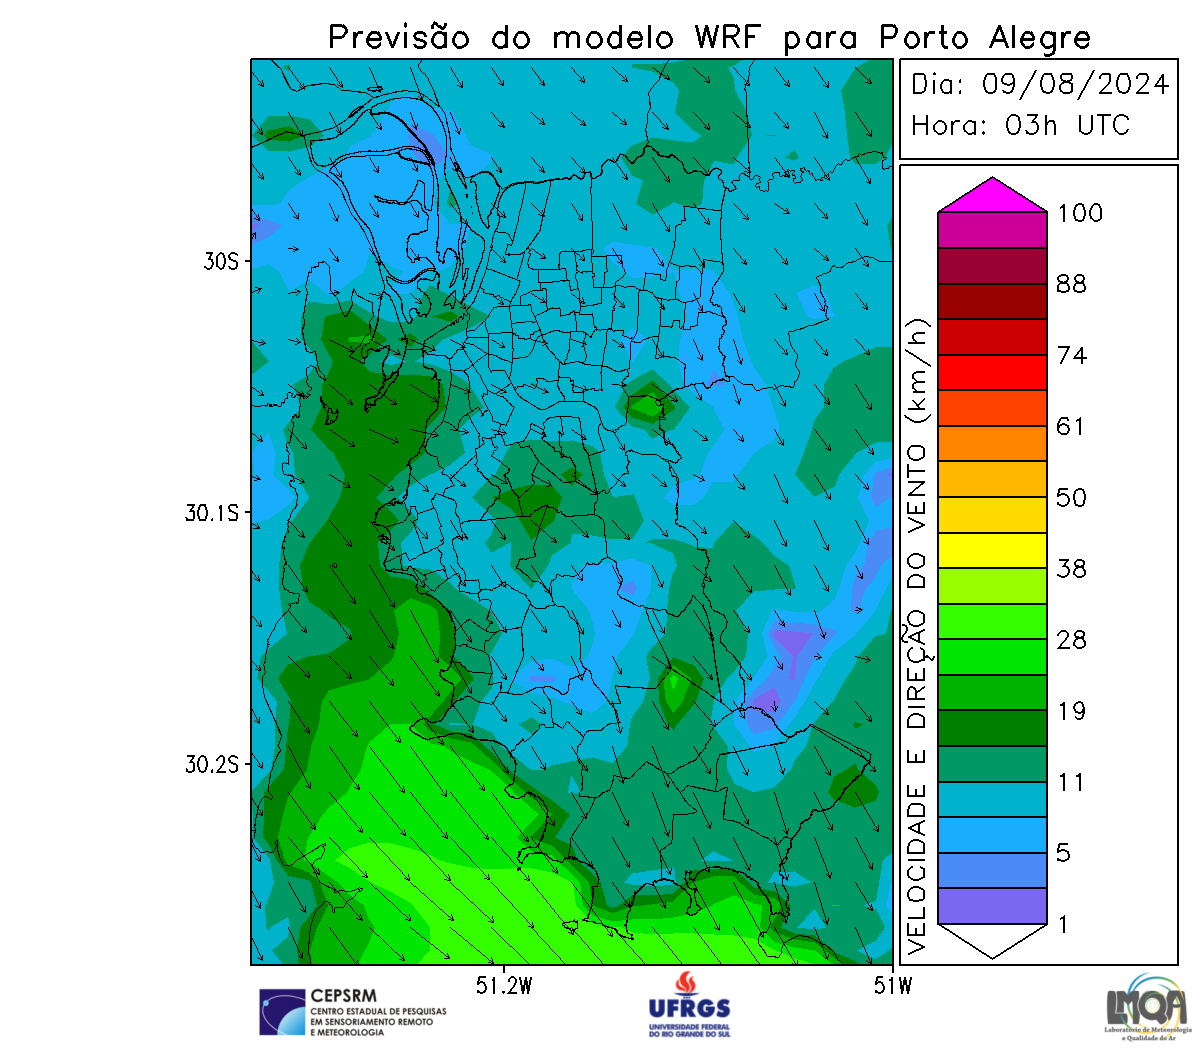 Previsão do modelo WRF para Porto Alegre
Dia: 09/08/2024
Hora: 03h UTC
30S
30.1S
30.2S
51.2W
51W
VELOCIDADE E DIREÇÃO DO VENTO (km/h)
100
88
74
61
50
38
28
19
11
5
1
CEPSRM
CENTRO ESTADUAL DE PESQUISAS
EM SENSORIAMENTO REMOTO
E METEOROLOGIA
UFRGS
UNIVERSIDADE FEDERAL
DO RIO GRANDE DO SUL
LMQA
Laboratório de Meteorologia
e Qualidade do Ar